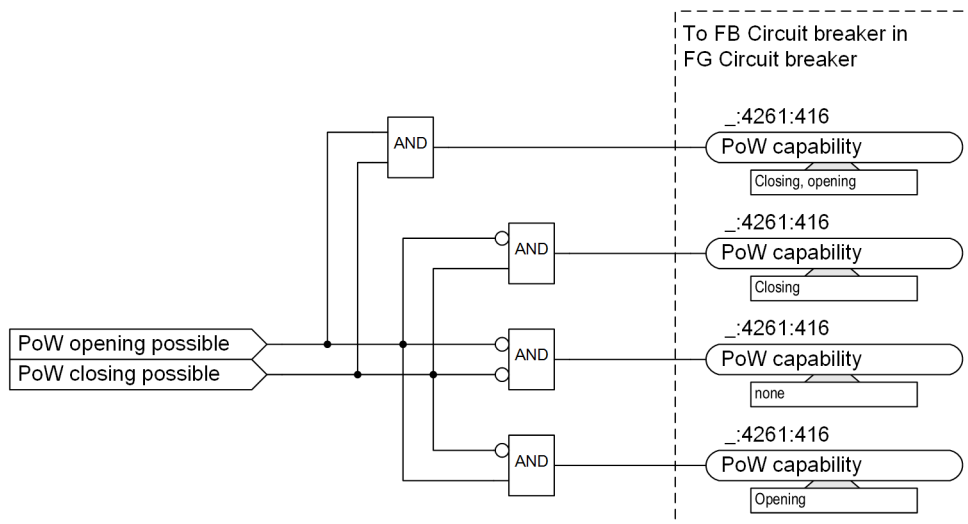 To FB Circuit breaker in
FG Circuit breaker
_:4261:416
AND
PoW capability
Closing, opening
_:4261:416
AND
PoW capability
Closing
_:4261:416
PoW opening possible
AND
PoW capability
PoW closing possible
none
_:4261:416
AND
PoW capability
Opening